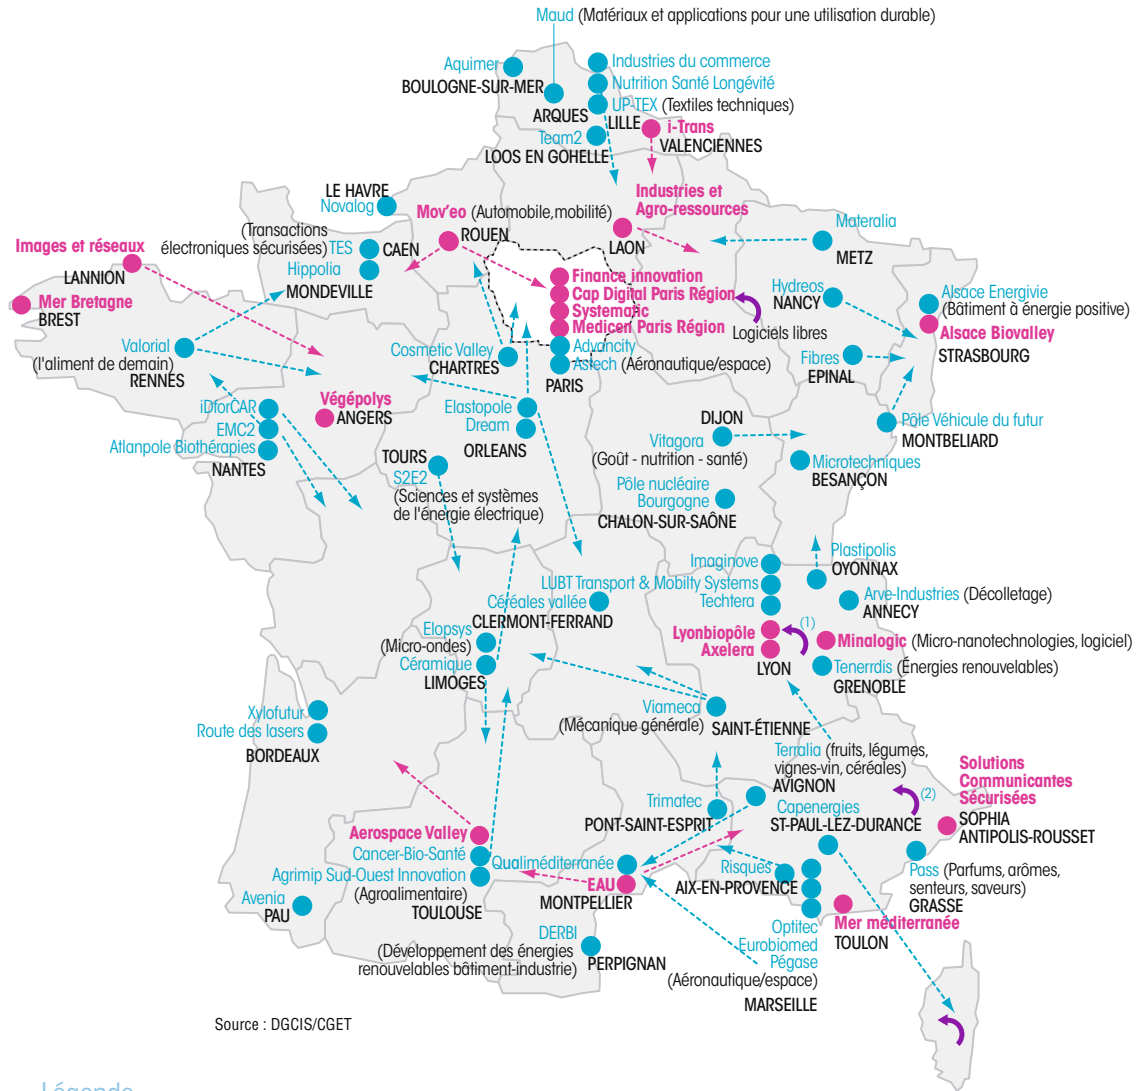 Maud (Matériaux et applications pour une utilisation durable)
Aquimer
BOULOGNE-SUR-MER
ARQUES
Industries du commerce
Nutrition Santé Longévité
UP-TEX (Textiles techniques)
LILLE
i-Trans
VALENCIENNES
Team2
LOOS EN GOHELLE
LE HAVRE
Novalog
Mov'eo (Automobile,mobilité)
ROUEN
Industries et
Agro-ressources
LAON
Materalia
METZ
(Transactions
électroniques sécurisées) TES
CAEN
Hippolia
MONDEVILLE
Images et réseaux
LANNION
Mer Bretagne
BREST
Finance innovation
Cap Digital Paris Région
Systematic
Medicen Paris Région
Logiciels libres
Advancity
Astech (Aéronautique/espace)
PARIS
Hydreos
NANCY
Alsace Energivie
(Bâtiment à énergie positive)
Alsace Biovalley
STRASBOURG
Valorial
(l'aliment de demain)
RENNES
Cosmetic Valley
CHARTRES
Fibres
EPINAL
iDforCAR
EMC2
Atlanpole Biothérapies
NANTES
Végépolys
ANGERS
Elastopole
Dream
ORLEANS
DIJON
Vitagora
(Goût - nutrition - santé)
Pôle Véhicule du futur
MONTBELIARD
TOURS
S2E2
(Sciences et systèmes
de l'énergie électrique)
Microtechniques
BESANÇON
Pôle nucléaire
Bourgogne
CHALON-SUR-SAÔNE
Imaginove
LUBT Transport & Mobilty Systems
Techtera
Plastipolis
OYONNAX
Arve-Industries (Décolletage)
ANNECY
Céréales vallée
CLERMONT-FERRAND
Elopsys
(Micro-ondes)
Céramique
LIMOGES
Lyonbiopôle
Axelera
(1)
LYON
Minalogic (Micro-nanotechnologies, logiciel)
Tenerrdis (Énergies renouvelables)
GRENOBLE
Xylofutur
Route des lasers
BORDEAUX
Viameca
(Mécanique générale)
SAINT-ÉTIENNE
Terralia (fruits, légumes,
vignes-vin, céréales)
AVIGNON
Solutions
Communicantes
Sécurisées
SOPHIA
ANTIPOLIS-ROUSSET
(2)
Trimatec
PONT-SAINT-ESPRIT
Capenergies
ST-PAUL-LEZ-DURANCE
Aerospace Valley
Cancer-Bio-Santé
Agrimip Sud-Ouest Innovation
(Agroalimentaire)
TOULOUSE
Qualiméditerranée
EAU
MONTPELLIER
Risques
AIX-EN-PROVENCE
Pass (Parfums, arômes,
senteurs, saveurs)
GRASSE
Avenia
PAU
Mer méditerranée
TOULON
Optitec
Eurobiomed
Pégase
(Aéronautique/espace)
MARSEILLE
DERBI
(Développement des énergies
renouvelables bâtiment-industrie)
PERPIGNAN
Source : DGCIS/CGET
Légende